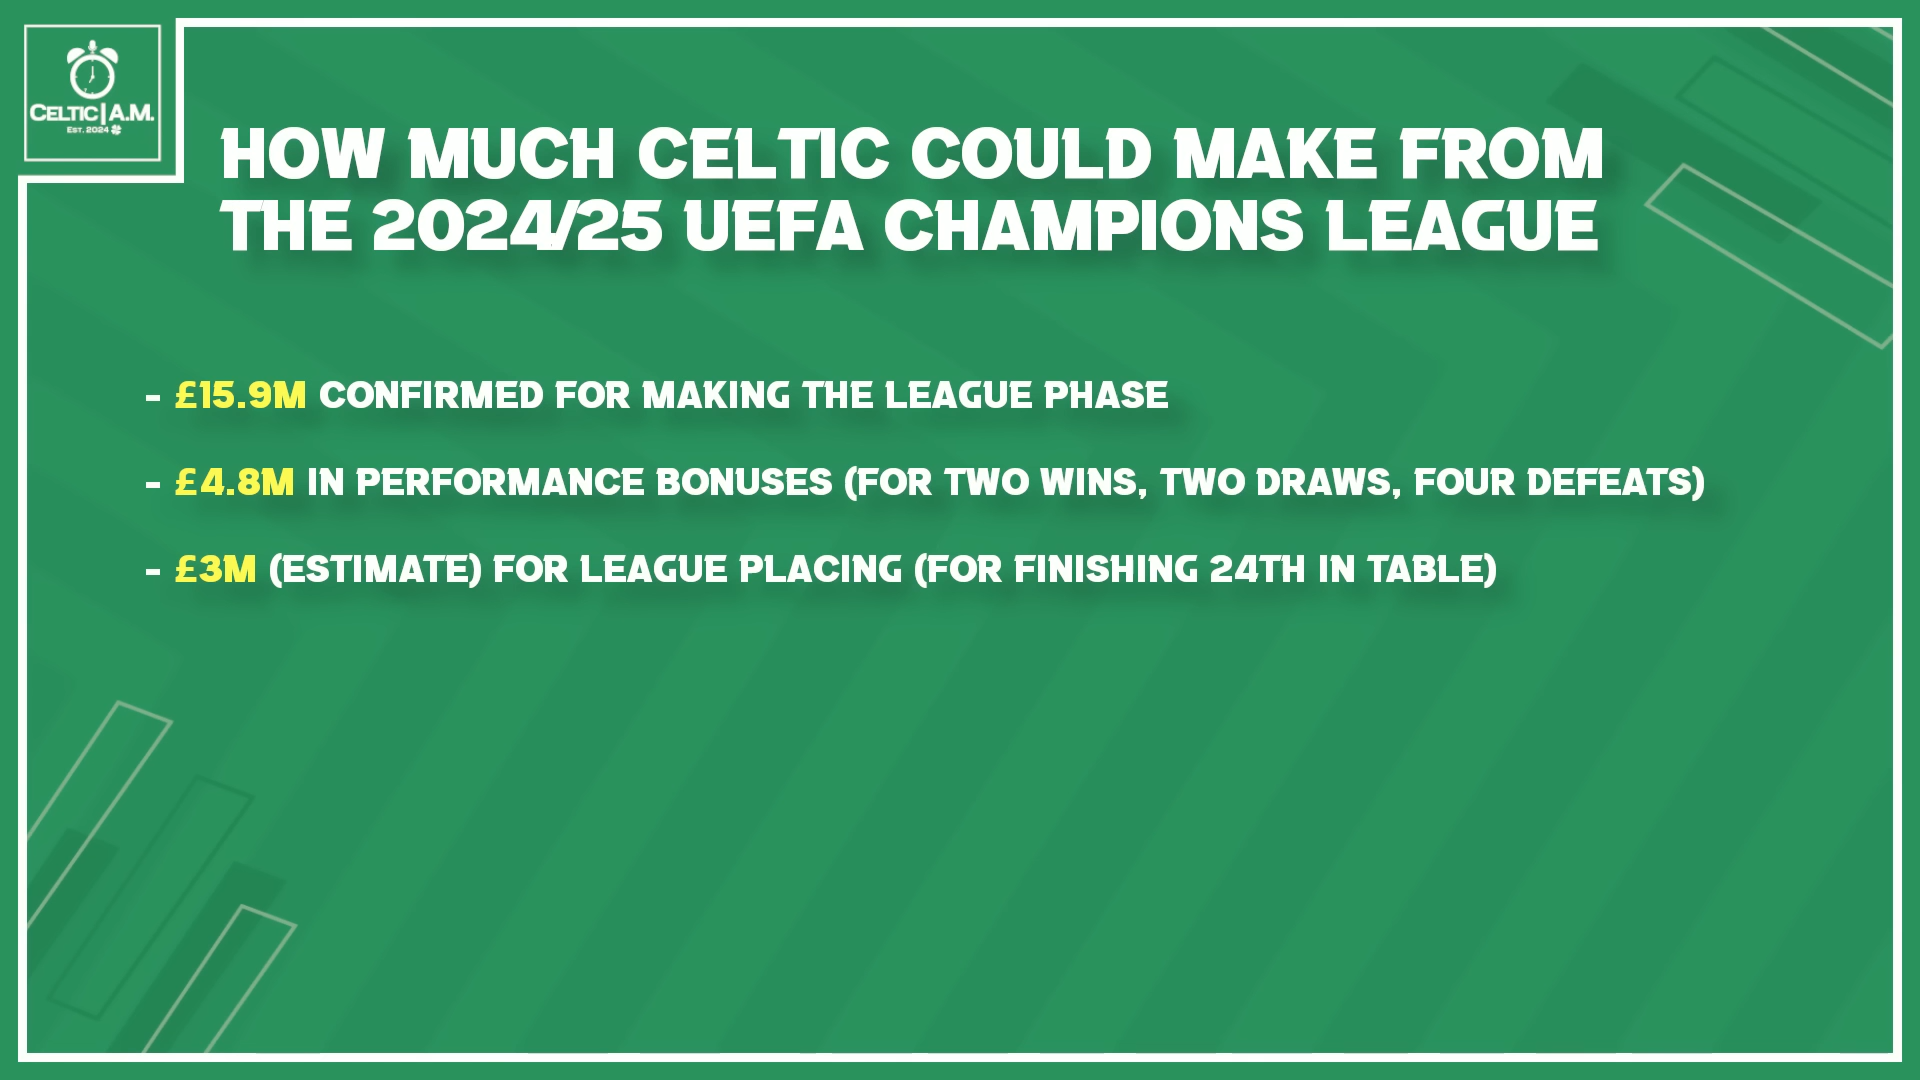 CELTIC|A.M.
EST. 2024
HOW MUCH CELTIC COULD MAKE FROM
THE 2024/25 UEFA CHAMPIONS LEAGUE
- £15.9M CONFIRMED FOR MAKING THE LEAGUE PHASE
- £4.8M IN PERFORMANCE BONUSES (FOR TWO WINS, TWO DRAWS, FOUR DEFEATS)
- £3M (ESTIMATE) FOR LEAGUE PLACING (FOR FINISHING 24TH IN TABLE)